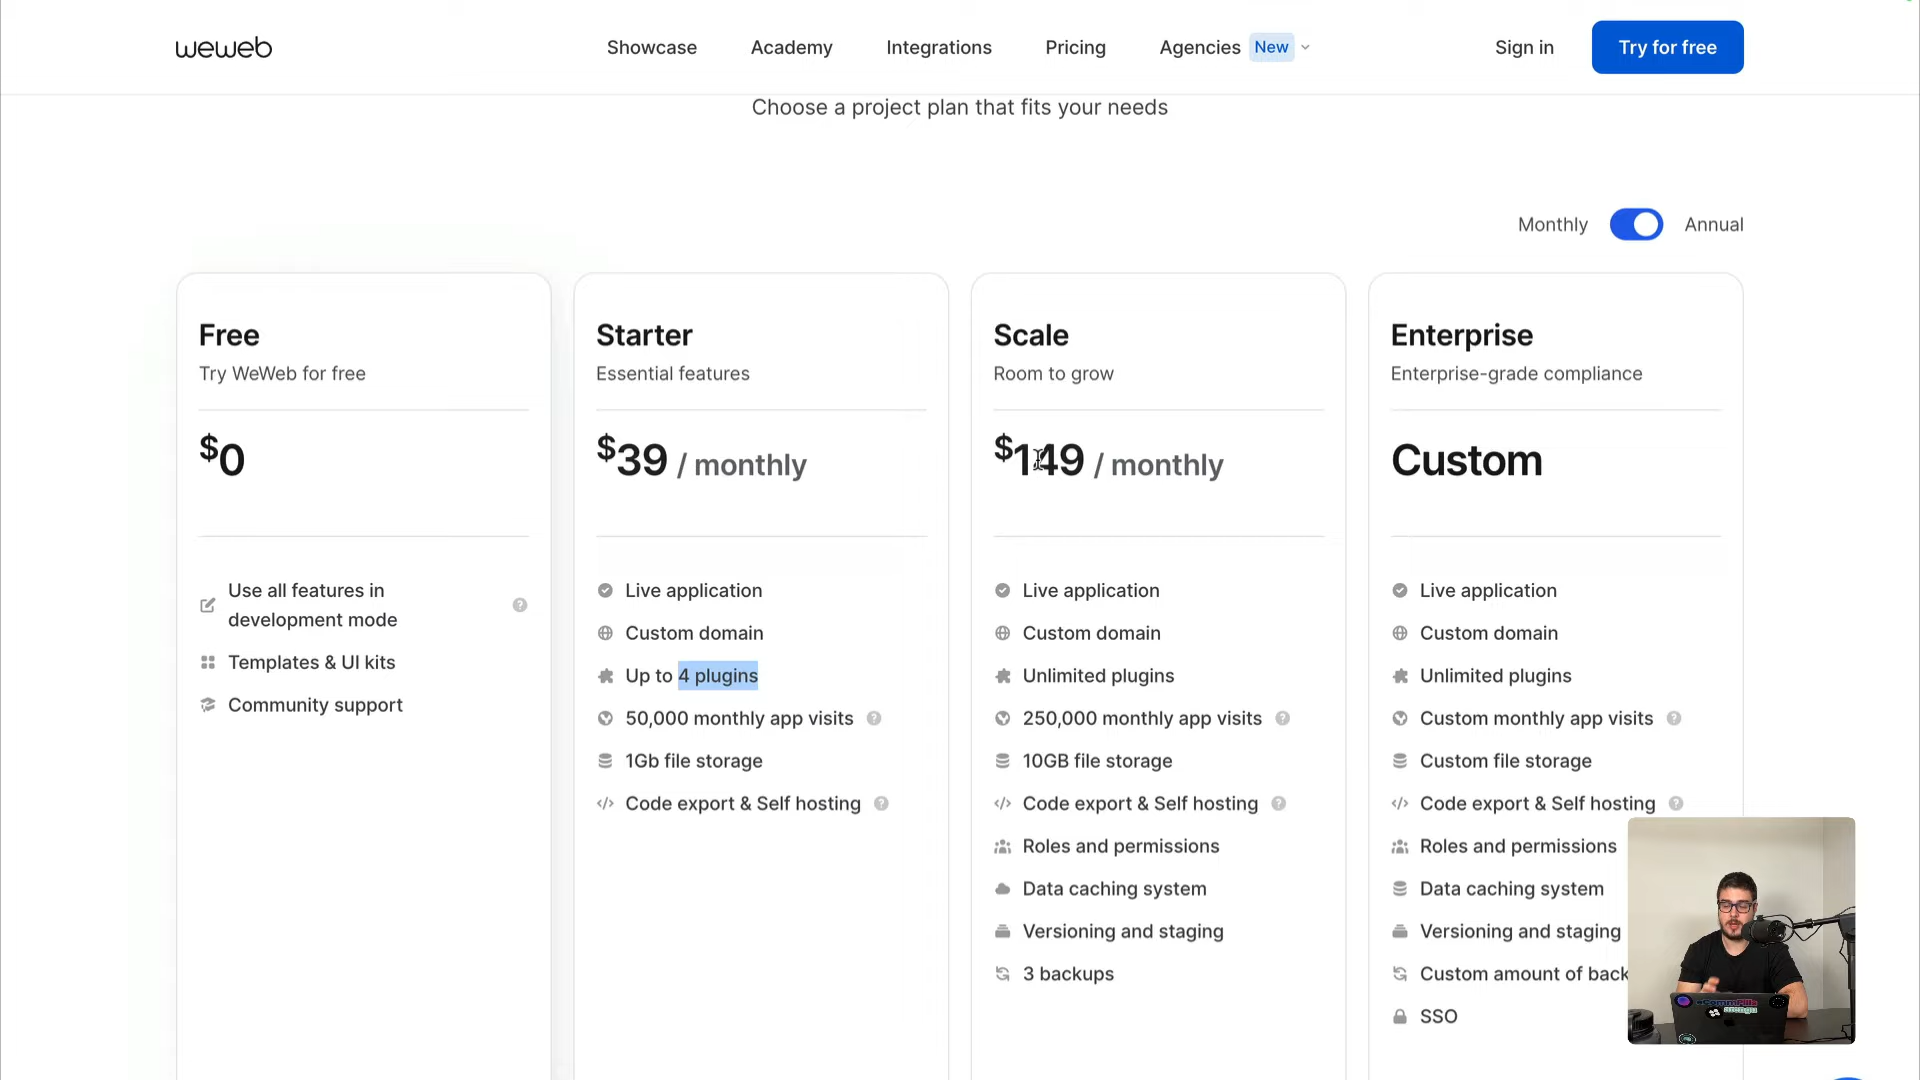 weweb
Showcase
Academy
Integrations
Pricing
Agencies New
Sign in
Try for free
Choose a project plan that fits your needs
Monthly
Annual
Free
Try WeWeb for free
$0
Use all features in
development mode
Templates & UI kits
Community support
Starter
Essential features
$39 / monthly
Live application
Custom domain
Up to 4 plugins
50,000 monthly app visits
1Gb file storage
Code export & Self hosting
Scale
Room to grow
$149 / monthly
Live application
Custom domain
Unlimited plugins
250,000 monthly app visits
10GB file storage
Code export & Self hosting
Roles and permissions
Data caching system
Versioning and staging
3 backups
Enterprise
Enterprise-grade compliance
Custom
Live application
Custom domain
Unlimited plugins
Custom monthly app visits
Custom file storage
Code export & Self hosting
Roles and permissions
Data caching system
Versioning and staging
Custom amount of back
SSO